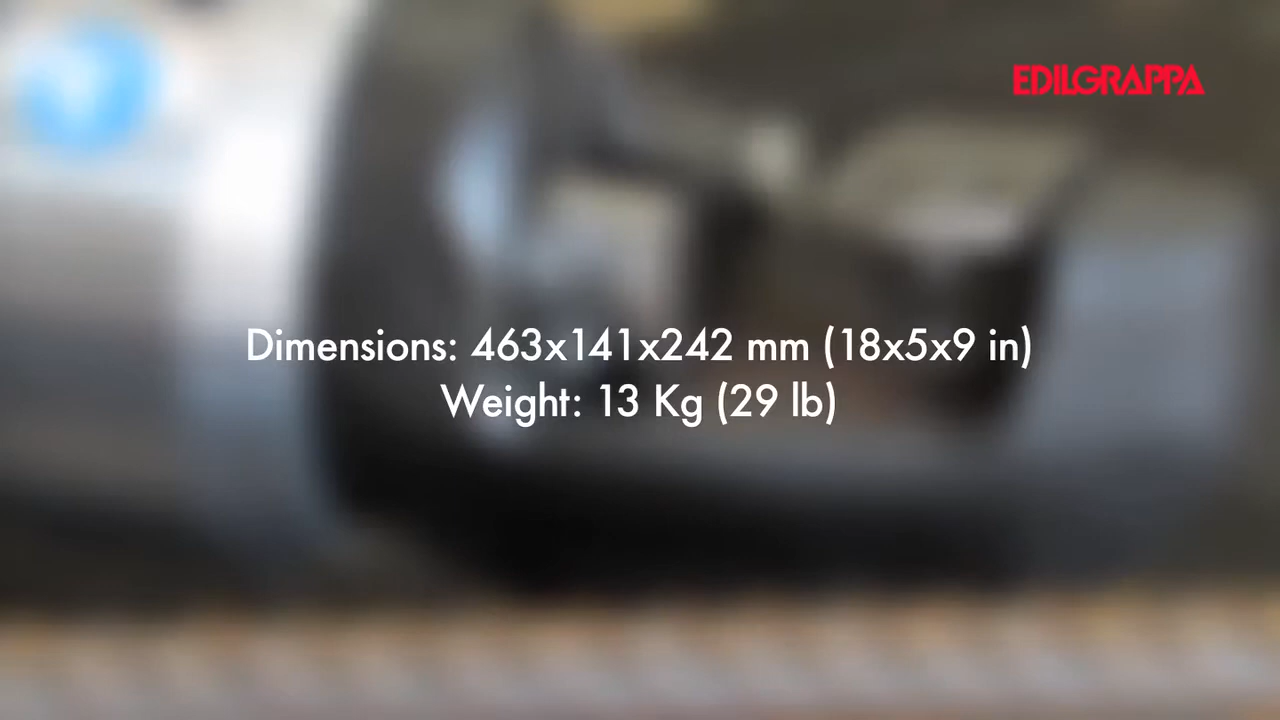 EDILGRAPPA
Dimensions: 463x141x242 mm (18x5x9 in)
Weight: 13 Kg (29 lb)